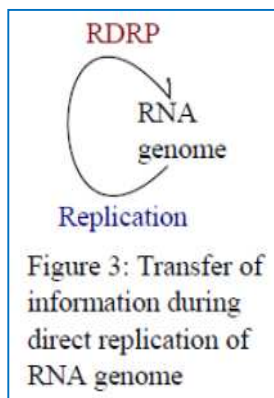 RDRP
RNA
genome
Replication
Figure 3: Transfer of
information during
direct replication of
RNA genome